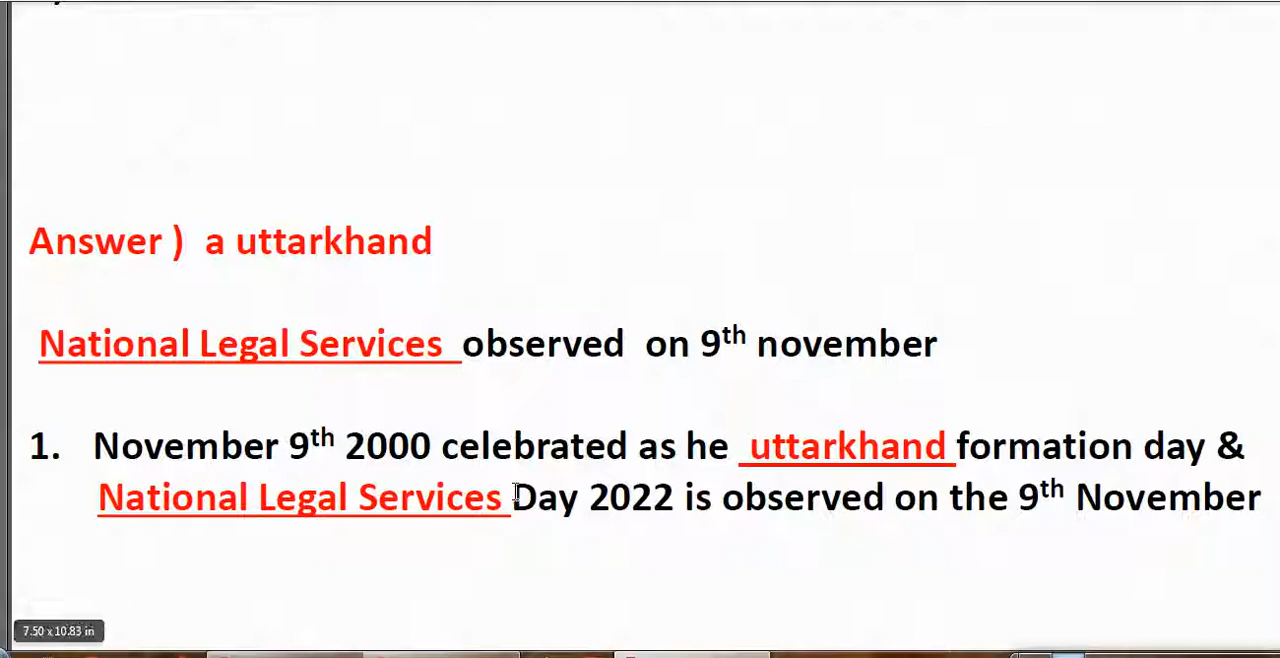 Answer ) a uttarkhand
National Legal Services observed on 9th november
1. November 9th 2000 celebrated as he uttarkhand formation day &
National Legal Services Day 2022 is observed on the 9th November
7.50 x 10.83 in